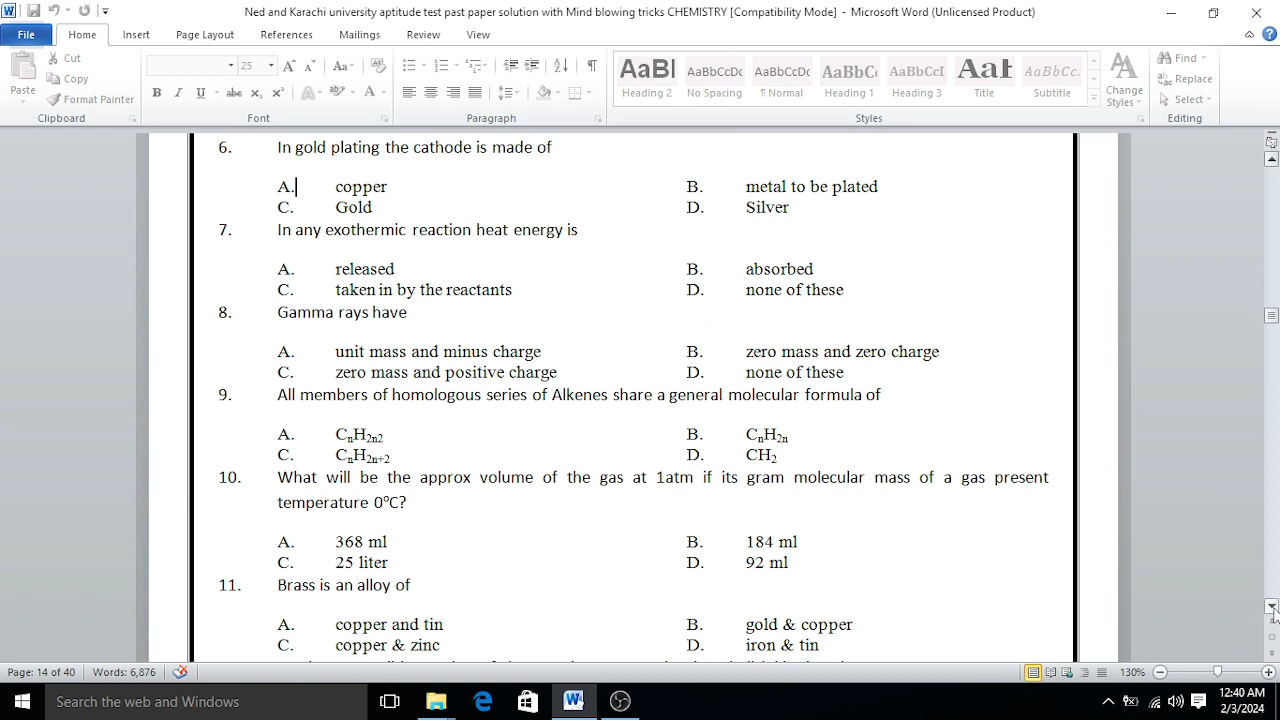 Ned and Karachi university aptitude test past paper solution with Mind blowing tricks CHEMISTRY [Compatibility Mode] - Microsoft Word (Unlicensed Product)
File Home Insert Page Layout References Mailings Review View
Paste
Cut
Copy
Format Painter
Clipboard
25
Font
Paragraph
AaBl AaBbCcDc AaBbCcDc AaBbCc AaBbCcI AaI AaBbCc.
Heading 2 No Spacing ¶ Normal Heading 1 Heading 3 Title Subtitle
Change Styles
Styles
Find
Replace
Select
Editing
6. In gold plating the cathode is made of
A. copper B. metal to be plated
C. Gold D. Silver
7. In any exothermic reaction heat energy is
A. released B. absorbed
C. taken in by the reactants D. none of these
8. Gamma rays have
A. unit mass and minus charge B. zero mass and zero charge
C. zero mass and positive charge D. none of these
9. All members of homologous series of Alkenes share a general molecular formula of
A. CₙH₂ₙ₂ B. CₙH₂ₙ
C. CₙH₂ₙ₊₂ D. CH₂
10. What will be the approx volume of the gas at 1atm if its gram molecular mass of a gas present
temperature 0°C?
A. 368 ml B. 184 ml
C. 25 liter D. 92 ml
11. Brass is an alloy of
A. copper and tin B. gold & copper
C. copper & zinc D. iron & tin
Page: 14 of 40 Words: 6,876 130%
Search the web and Windows
12:40 AM
2/3/2024